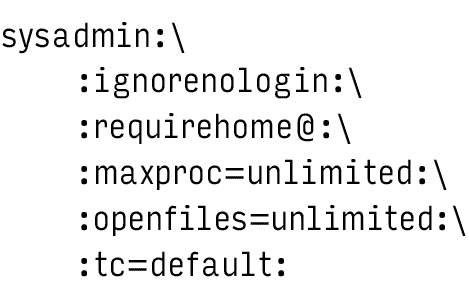 sysadmin:\
:ignorenologin:\
:requirehome@:\
:maxproc=unlimited:\
:openfiles=unlimited:\
:tc=default: